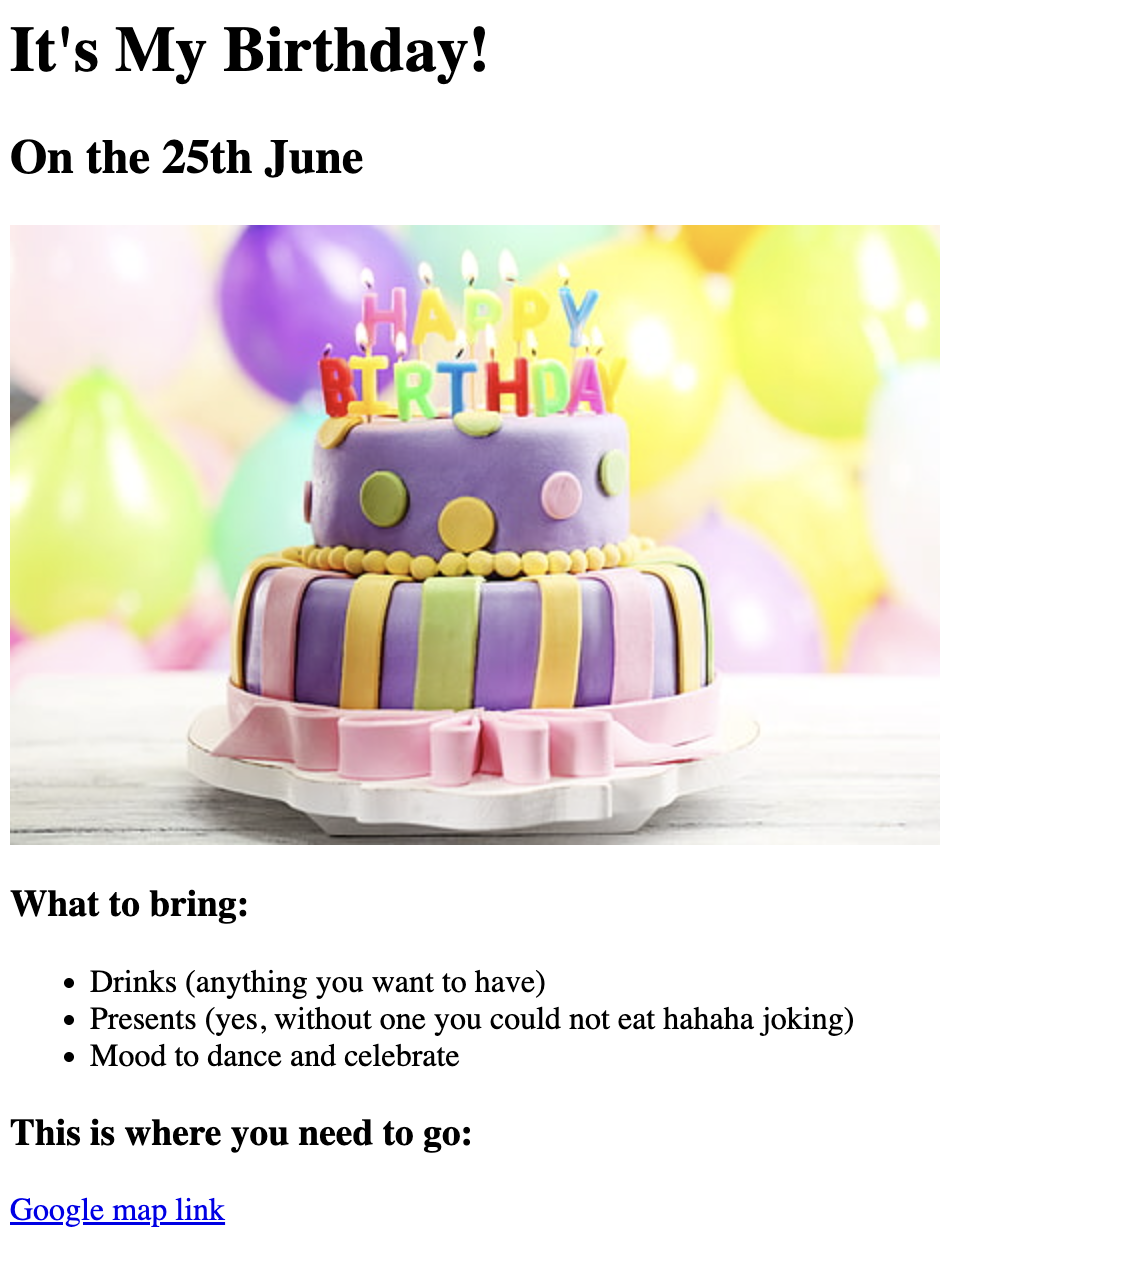 It's My Birthday!
On the 25th June
HAPPY
BIRTHDAY
What to bring:
Drinks (anything you want to have)
Presents (yes, without one you could not eat hahaha joking)
Mood to dance and celebrate
This is where you need to go:
Google map link